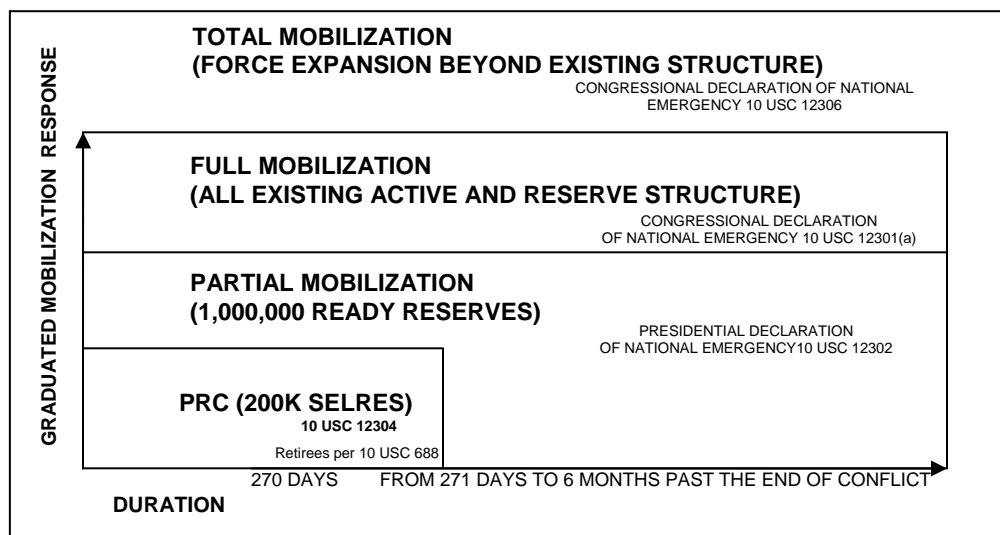 GRADUATED MOBILIZATION RESPONSE
TOTAL MOBILIZATION
(FORCE EXPANSION BEYOND EXISTING STRUCTURE)
CONGRESSIONAL DECLARATION OF NATIONAL
EMERGENCY 10 USC 12306
FULL MOBILIZATION
(ALL EXISTING ACTIVE AND RESERVE STRUCTURE)
CONGRESSIONAL DECLARATION
OF NATIONAL EMERGENCY 10 USC 12301(a)
PARTIAL MOBILIZATION
(1,000,000 READY RESERVES)
PRESIDENTIAL DECLARATION
OF NATIONAL EMERGENCY10 USC 12302
PRC (200K SELRES)
10 USC 12304
Retirees per 10 USC 688
270 DAYS FROM 271 DAYS TO 6 MONTHS PAST THE END OF CONFLICT
DURATION